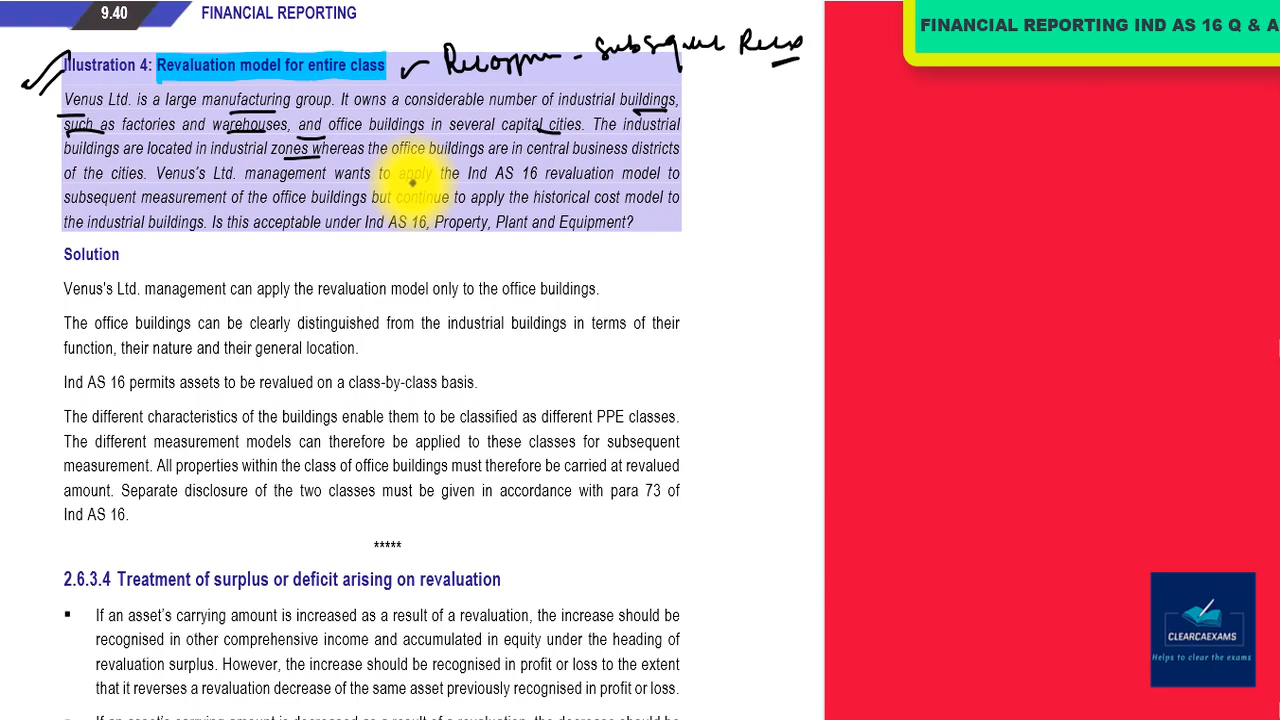 9.40 FINANCIAL REPORTING
FINANCIAL REPORTING IND AS 16 Q & A
Illustration 4: Revaluation model for entire class
Venus Ltd. is a large manufacturing group. It owns a considerable number of industrial buildings,
such as factories and warehouses, and office buildings in several capital cities. The industrial
buildings are located in industrial zones whereas the office buildings are in central business districts
of the cities. Venus's Ltd. management wants to apply the Ind AS 16 revaluation model to
subsequent measurement of the office buildings but continue to apply the historical cost model to
the industrial buildings. Is this acceptable under Ind AS 16, Property, Plant and Equipment?
Solution
Venus's Ltd. management can apply the revaluation model only to the office buildings.
The office buildings can be clearly distinguished from the industrial buildings in terms of their
function, their nature and their general location.
Ind AS 16 permits assets to be revalued on a class-by-class basis.
The different characteristics of the buildings enable them to be classified as different PPE classes.
The different measurement models can therefore be applied to these classes for subsequent
measurement. All properties within the class of office buildings must therefore be carried at revalued
amount. Separate disclosure of the two classes must be given in accordance with para 73 of
Ind AS 16.
*****
2.6.3.4 Treatment of surplus or deficit arising on revaluation
▪ If an asset's carrying amount is increased as a result of a revaluation, the increase should be
recognised in other comprehensive income and accumulated in equity under the heading of
revaluation surplus. However, the increase should be recognised in profit or loss to the extent
that it reverses a revaluation decrease of the same asset previously recognised in profit or loss.
If an asset's carrying amount is decreased as a result of a revaluation, the decrease should be
CLEARCAEXAMS
Helps to clear the exams